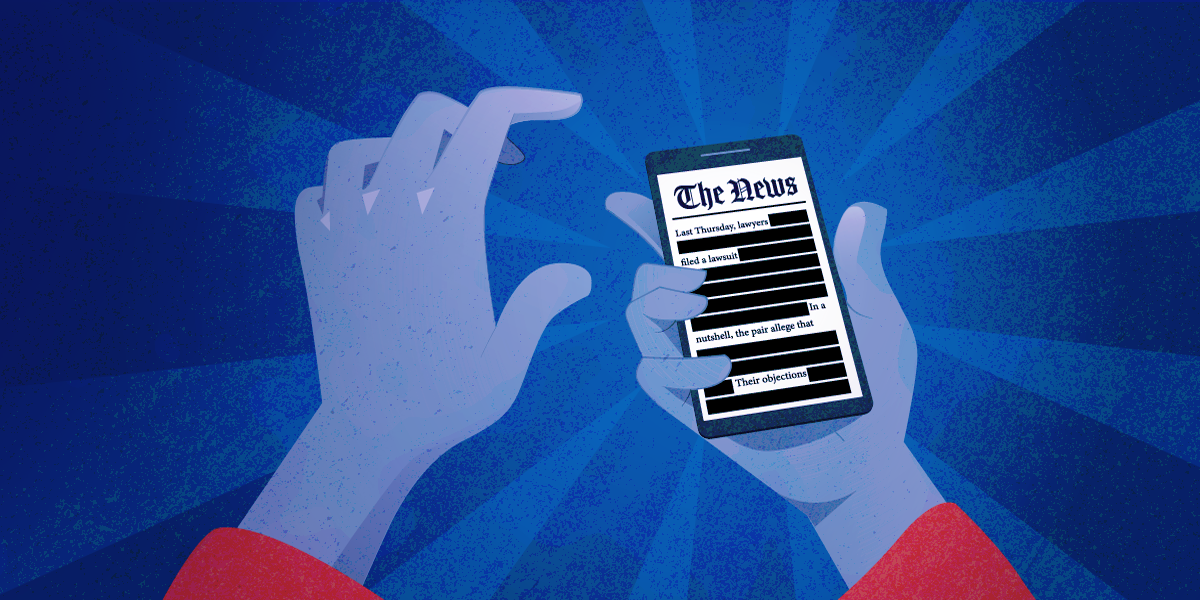 The News
Last Thursday, lawyers
filed a lawsuit
In a
nutshell, the pair allege that
Their objections